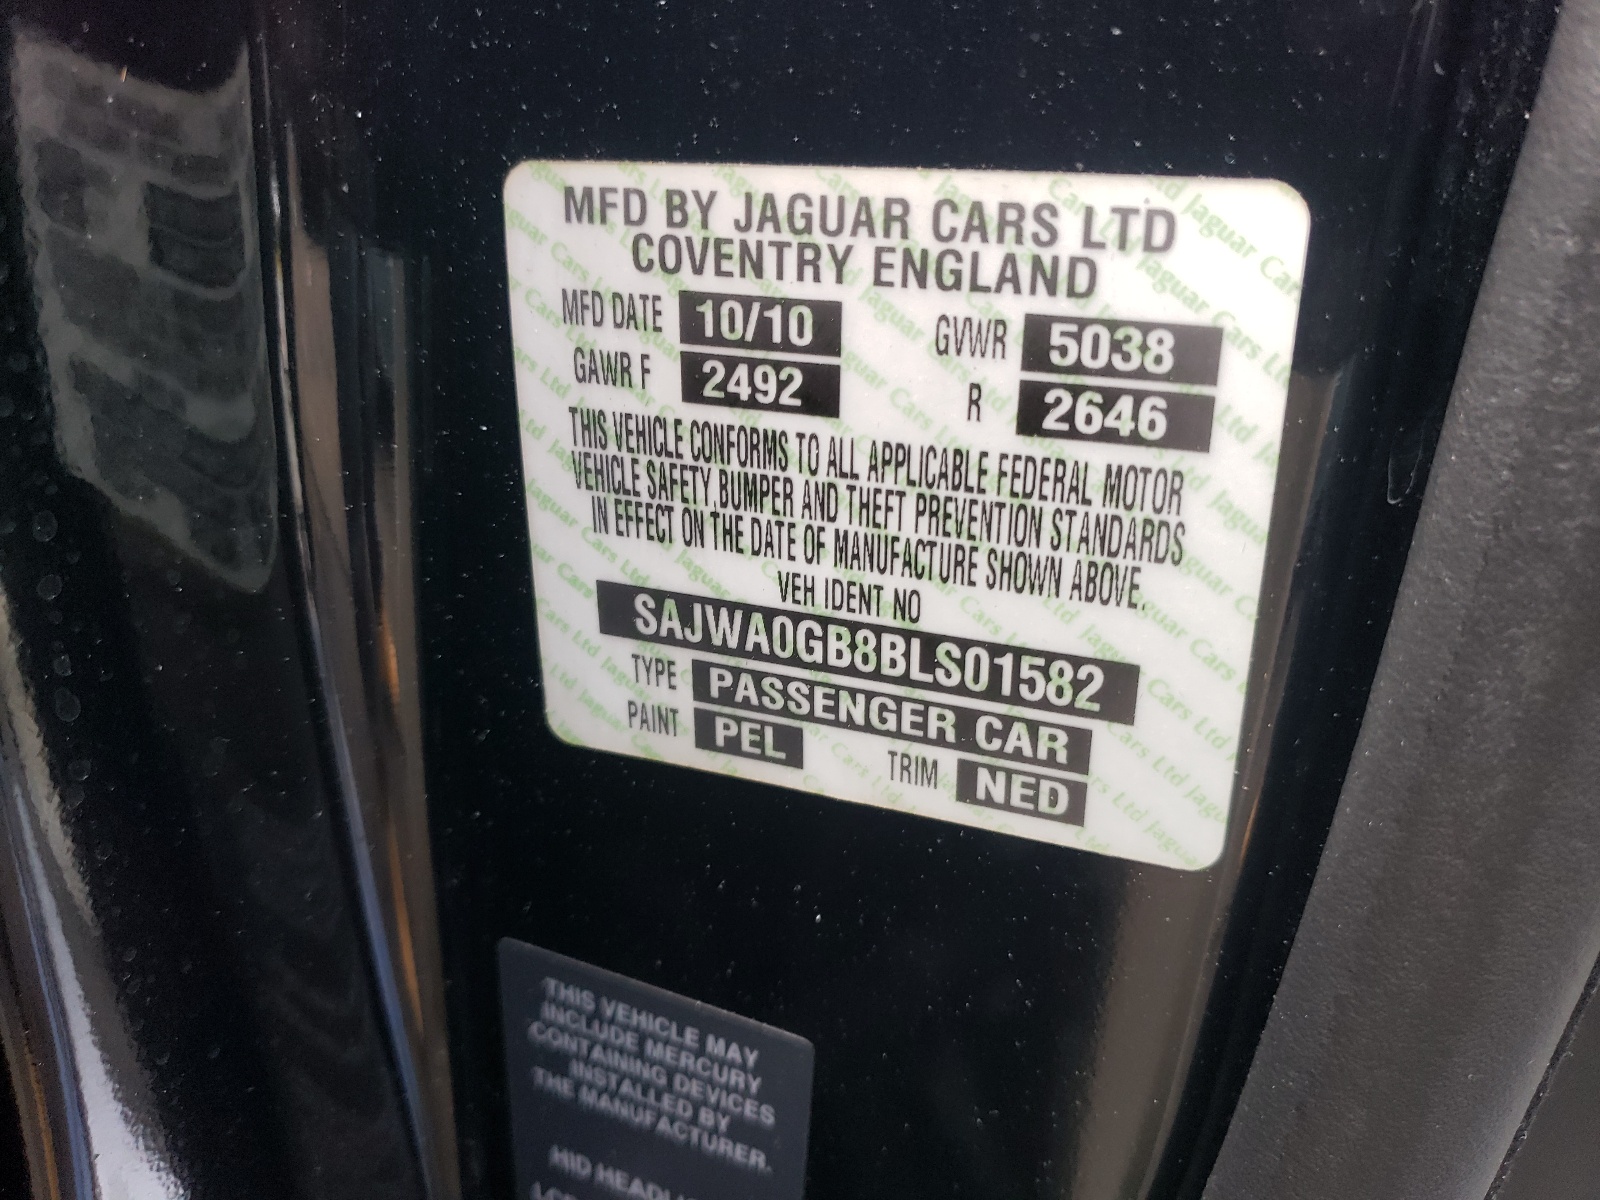 MFD BY JAGUAR CARS LTD
COVENTRY ENGLAND
MFD DATE 10/10 GVWR 5038
GAWR F 2492 R 2646
THIS VEHICLE CONFORMS TO ALL APPLICABLE FEDERAL MOTOR
VEHICLE SAFETY, BUMPER AND THEFT PREVENTION STANDARDS
IN EFFECT ON THE DATE OF MANUFACTURE SHOWN ABOVE.
VEH IDENT NO
SAJWA0GB8BLS01582
TYPE PASSENGER CAR
PAINT PEL TRIM NED
THIS VEHICLE MAY
INCLUDE MERCURY
CONTAINING DEVICES
INSTALLED BY
THE MANUFACTURER.
HID